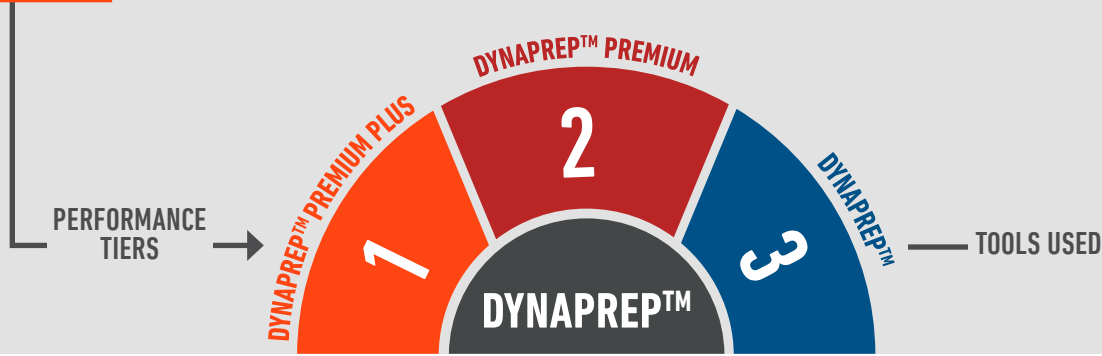 DYNAPREP™ PREMIUM
DYNAPREP™ PREMIUM PLUS
DYNAPREP™
PERFORMANCE
TIERS
1
2
3
TOOLS USED
DYNAPREP™